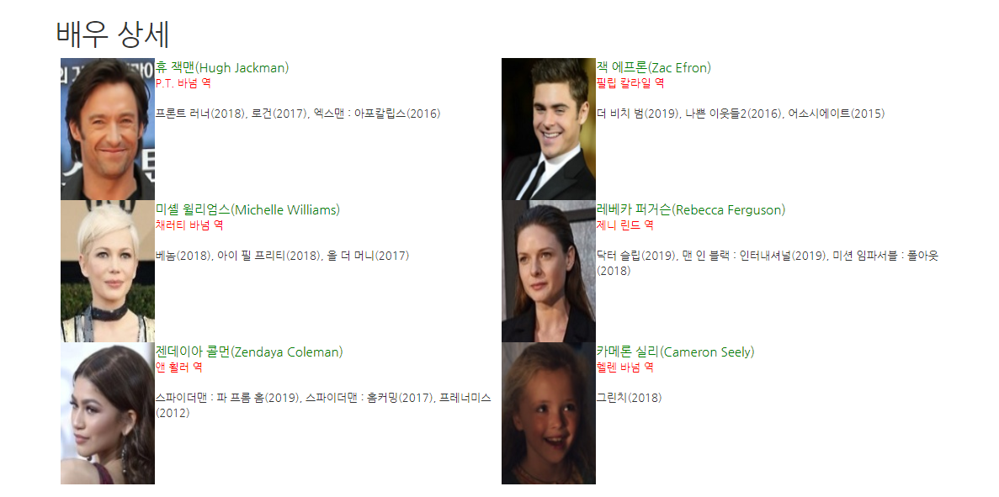 배우 상세
휴 잭맨(Hugh Jackman)
P.T. 바넘 역
프론트 러너(2018), 로건(2017), 엑스맨 : 아포칼립스(2016)
잭 에프론(Zac Efron)
필립 칼라일 역
더 비치 범(2019), 나쁜 이웃들2(2016), 어소시에이트(2015)
미셸 윌리엄스(Michelle Williams)
채러티 바넘 역
베놈(2018), 아이 필 프리티(2018), 올 더 머니(2017)
레베카 퍼거슨(Rebecca Ferguson)
제니 린드 역
닥터 슬립(2019), 맨 인 블랙 : 인터내셔널(2019), 미션 임파서블 : 폴아웃
(2018)
젠데이아 콜먼(Zendaya Coleman)
앤 휠러 역
스파이더맨 : 파 프롬 홈(2019), 스파이더맨 : 홈커밍(2017), 프레너미스
(2012)
카메론 실리(Cameron Seely)
헬렌 바넘 역
그린치(2018)